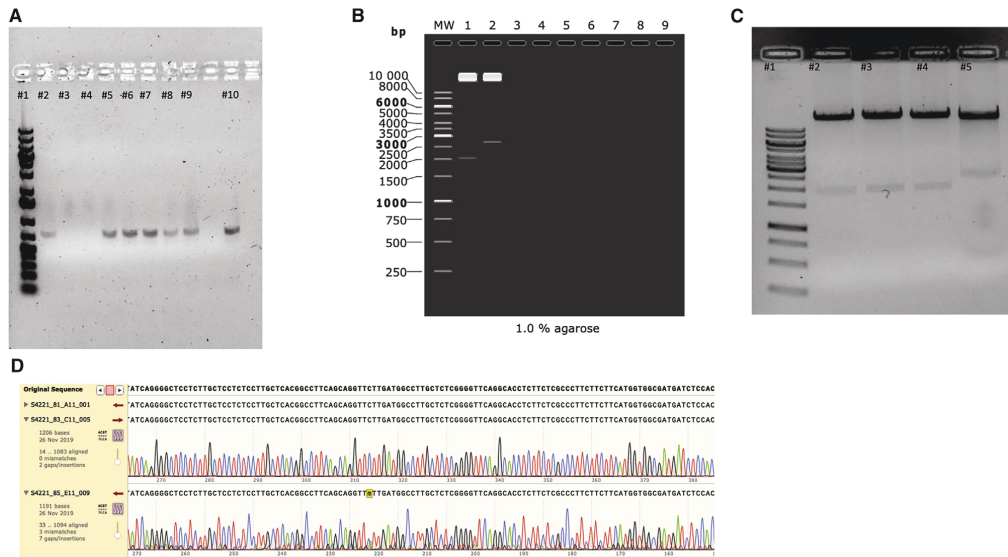 A
#1 #2 #3 #4 #5 -#6 #7 #8 #9 #10
B
bp
MW 1 2 3 4 5 6 7 8 9
10 000
8000
6000
5000
4000
3500
3000
2500
2000
1500
1000
750
500
250
1.0 % agarose
C
#1 #2 #3 #4 #5
D
Original Sequence TATCAGGGGCTCCTCTTGCTCCTCTCCTTGCTCACGGCCTTCAGCAGGTTCTTGATGGCCTTGCTCTCGGGGTTCAGGCACCTCTTCTCGCCCTTCTTCTTCATGGTGGCGATGATCTCCAC
S4221_81_A11_001 TATCAGGGGCTCCTCTTGCTCCTCTCCTTGCTCACGGCCTTCAGCAGGTTCTTGATGGCCTTGCTCTCGGGGTTCAGGCACCTCTTCTCGCCCTTCTTCTTCATGGTGGCGATGATCTCCAC
S4221_83_C11_005 TATCAGGGGCTCCTCTTGCTCCTCTCCTTGCTCACGGCCTTCAGCAGGTTCTTGATGGCCTTGCTCTCGGGGTTCAGGCACCTCTTCTCGCCCTTCTTCTTCATGGTGGCGATGATCTCCAC
1206 bases
26 Nov 2019
14 .. 1083 aligned
0 mismatches
2 gaps/insertions
270 280 290 300 310 320 330 340 350 360 370 380
S4221_85_E11_009 TATCAGGGGCTCCTCTTGCTCCTCTCCTTGCTCACGGCCTTCAGCAGGTT TTGATGGCCTTGCTCTCGGGGTTCAGGCACCTCTTCTCGCCCTTCTTCTTCATGGTGGCGATGATCTCCAC
1191 bases
26 Nov 2019
33 .. 1094 aligned
3 mismatches
7 gaps/insertions
270 260 250 240 230 220 210 200 190 180 170 160